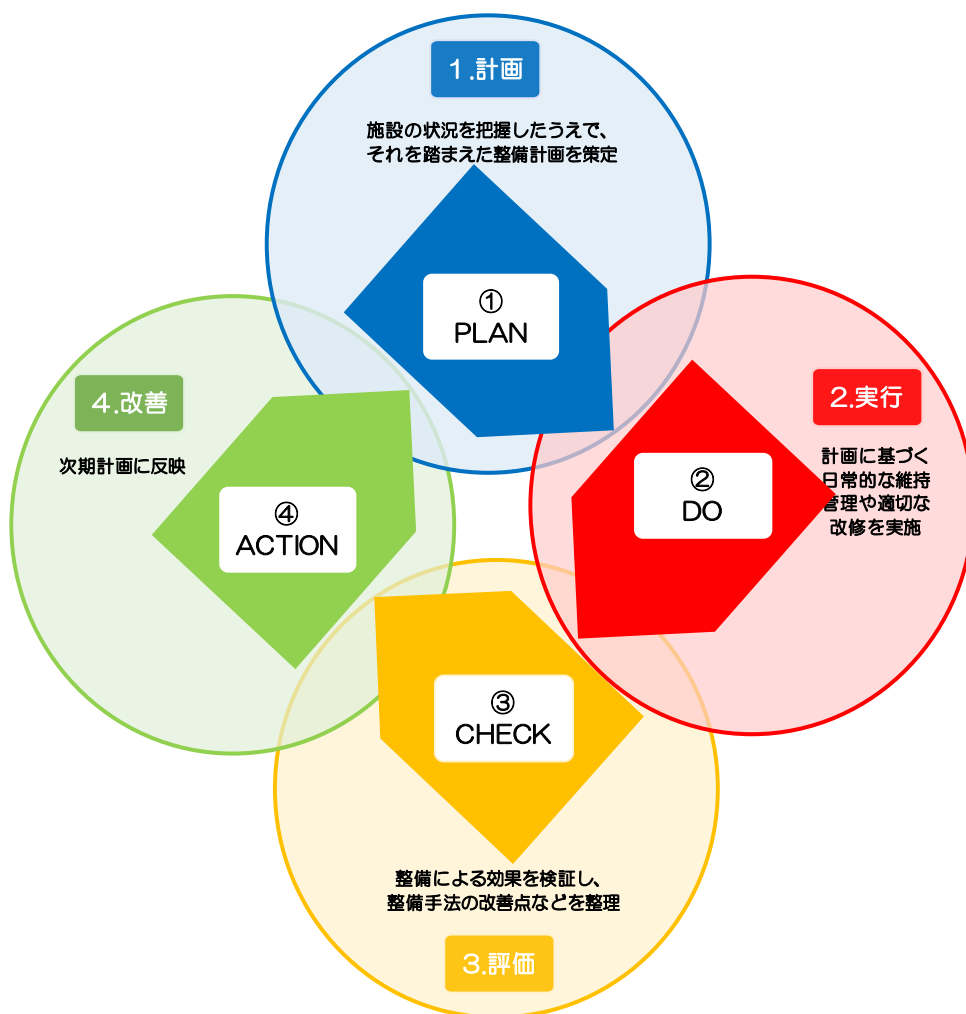 １.計画
施設の状況を把握したうえで、
それを踏まえた整備計画を策定
①
PLAN
２.実行
計画に基づく
日常的な維持
管理や適切な
改修を実施
②
DO
③
CHECK
整備による効果を検証し、
整備手法の改善点などを整理
３.評価
４.改善
次期計画に反映
④
ACTION